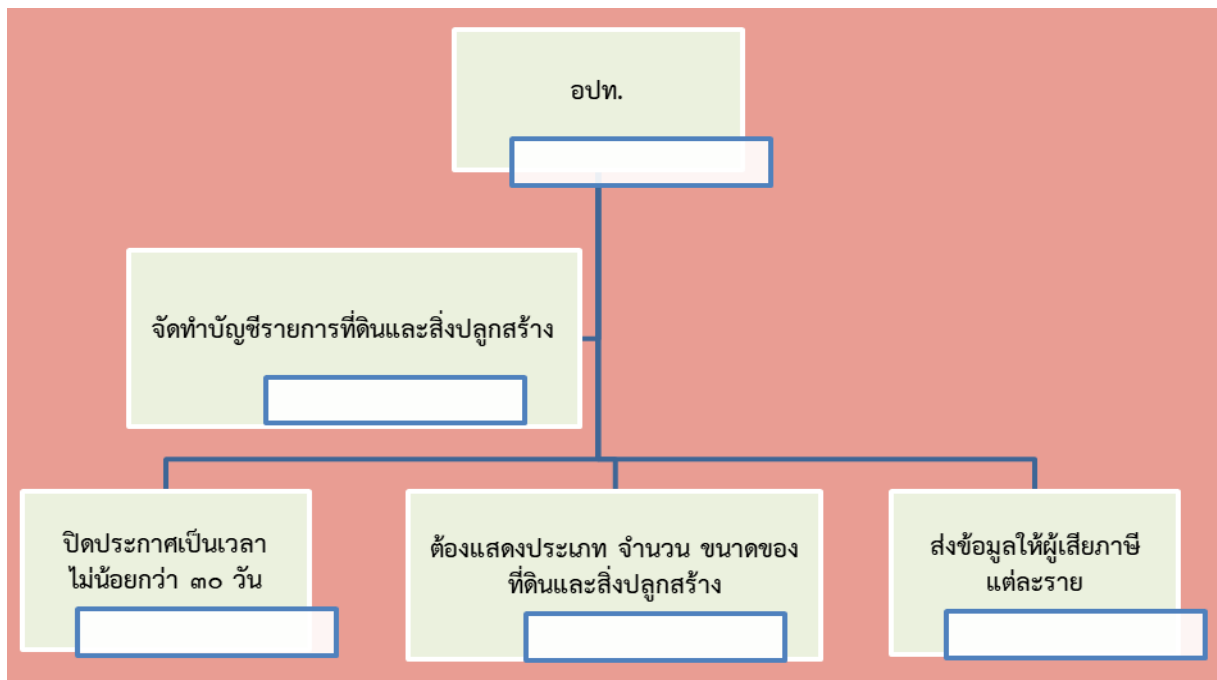 อปท.
จัดทำบัญชีรายการที่ดินและสิ่งปลูกสร้าง
ปิดประกาศเป็นเวลา
ไม่น้อยกว่า ๓๐ วัน
ต้องแสดงประเภท จำนวน ขนาดของ
ที่ดินและสิ่งปลูกสร้าง
ส่งข้อมูลให้ผู้เสียภาษี
แต่ละราย